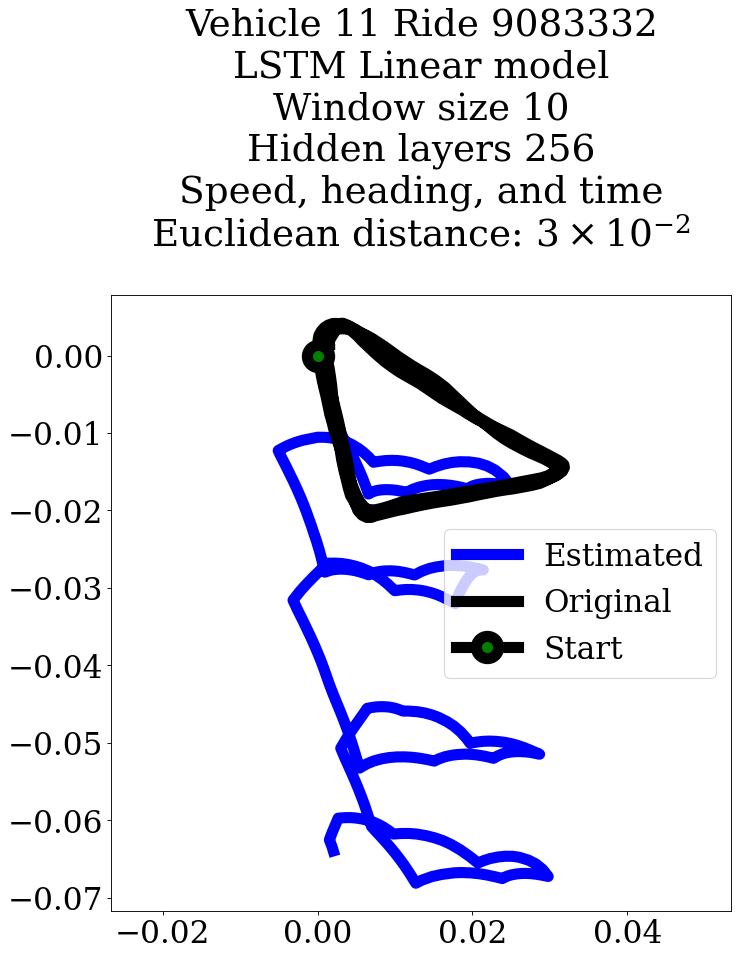 Vehicle 11 Ride 9083332
LSTM Linear model
Window size 10
Hidden layers 256
Speed, heading, and time
Euclidean distance: 3 × 10⁻²
0.00
−0.01
−0.02
−0.03
−0.04
−0.05
−0.06
−0.07
Estimated
Original
Start
−0.02 0.00 0.02 0.04